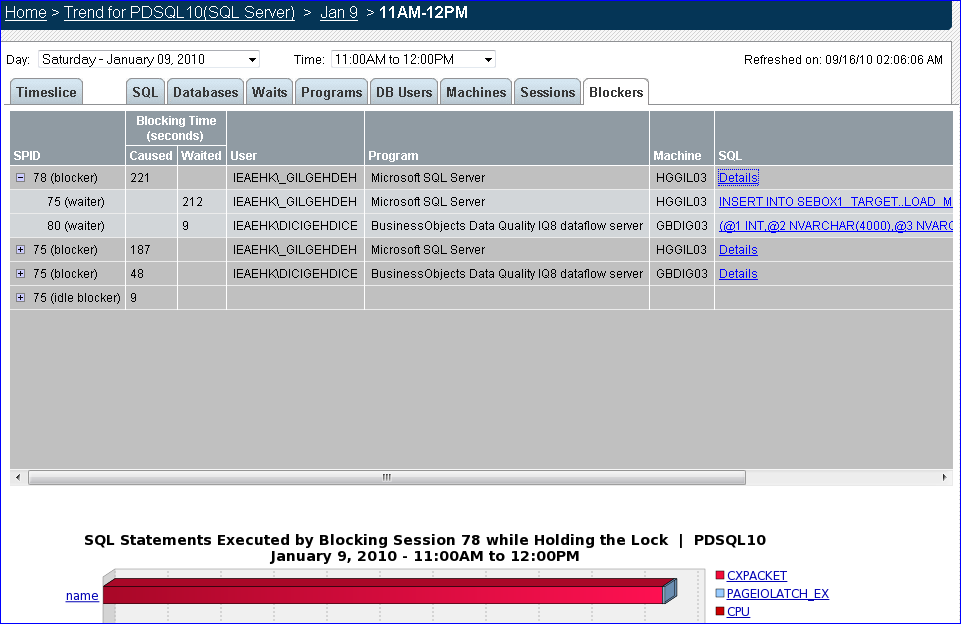 Home > Trend for PDSQL10(SQL Server) > Jan 9 > 11AM-12PM
Day: Saturday - January 09, 2010 Time: 11:00AM to 12:00PM Refreshed on: 09/16/10 02:06:06 AM
Timeslice SQL Databases Waits Programs DB Users Machines Sessions Blockers
Blocking Time
(seconds)
SPID Caused Waited User Program Machine SQL
78 (blocker) 221 IEAEHK\_GILGEHDEH Microsoft SQL Server HGGIL03 Details
75 (waiter) 212 IEAEHK\_GILGEHDEH Microsoft SQL Server HGGIL03 INSERT INTO SEBOX1_TARGET..LOAD_M
80 (waiter) 9 IEAEHK\DICIGEHDICE BusinessObjects Data Quality IQ8 dataflow server GBDIG03 (@1 INT,@2 NVARCHAR(4000),@3 NVARC
75 (blocker) 187 IEAEHK\_GILGEHDEH Microsoft SQL Server HGGIL03 Details
75 (blocker) 48 IEAEHK\DICIGEHDICE BusinessObjects Data Quality IQ8 dataflow server GBDIG03 Details
75 (idle blocker) 9
SQL Statements Executed by Blocking Session 78 while Holding the Lock | PDSQL10
January 9, 2010 - 11:00AM to 12:00PM
name
CXPACKET
PAGEIOLATCH_EX
CPU